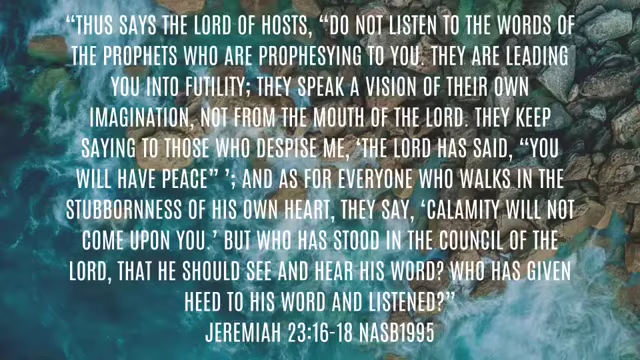 “THUS SAYS THE LORD OF HOSTS, “DO NOT LISTEN TO THE WORDS OF
THE PROPHETS WHO ARE PROPHESYING TO YOU. THEY ARE LEADING
YOU INTO FUTILITY; THEY SPEAK A VISION OF THEIR OWN
IMAGINATION, NOT FROM THE MOUTH OF THE LORD. THEY KEEP
SAYING TO THOSE WHO DESPISE ME, ‘THE LORD HAS SAID, “YOU
WILL HAVE PEACE” ’; AND AS FOR EVERYONE WHO WALKS IN THE
STUBBORNNESS OF HIS OWN HEART, THEY SAY, ‘CALAMITY WILL NOT
COME UPON YOU.’ BUT WHO HAS STOOD IN THE COUNCIL OF THE
LORD, THAT HE SHOULD SEE AND HEAR HIS WORD? WHO HAS GIVEN
HEED TO HIS WORD AND LISTENED?”
JEREMIAH 23:16-18 NASB1995